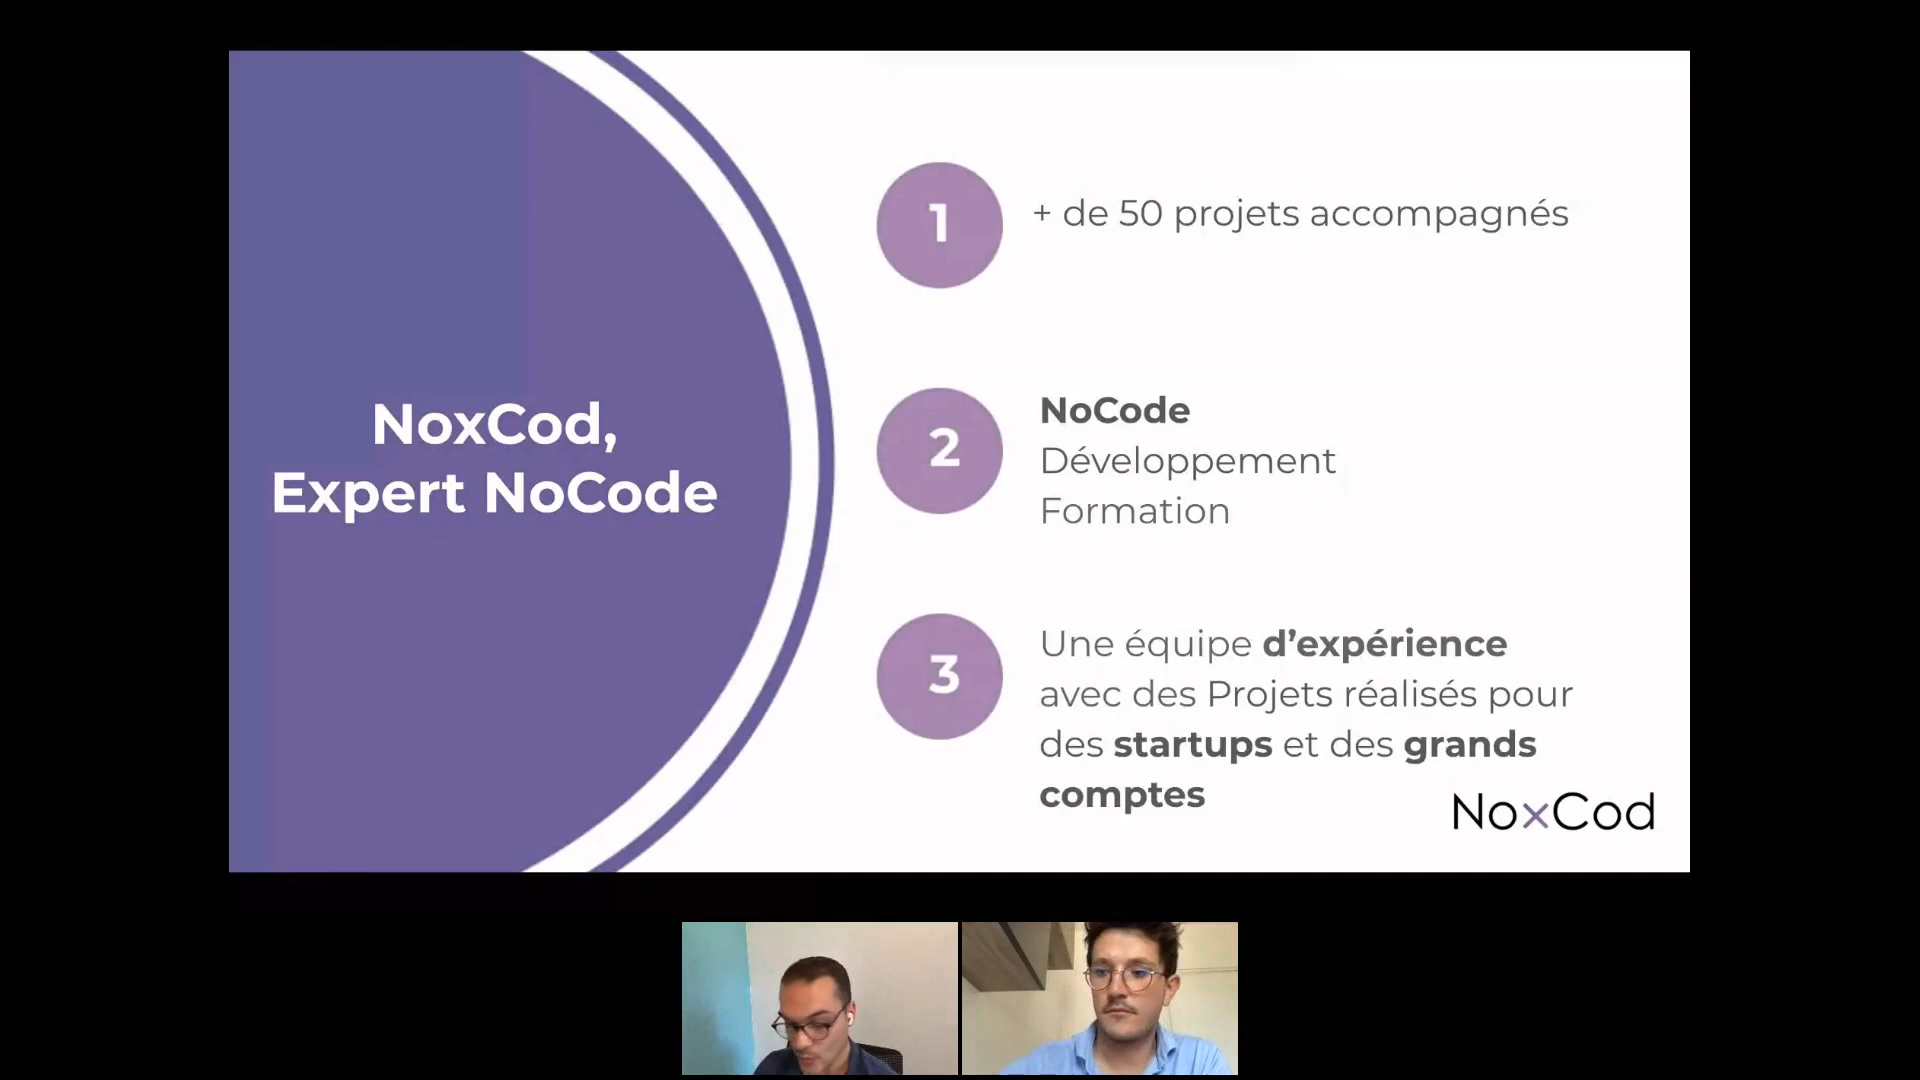 NoxCod,
Expert NoCode
1
+ de 50 projets accompagnés
2
NoCode
Développement
Formation
3
Une équipe d’expérience
avec des Projets réalisés pour
des startups et des grands
comptes
NoxCod